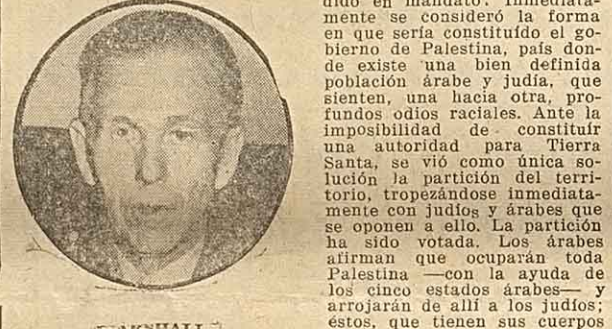 dido en mandato. Inmediata-
mente se consideró la forma
en que sería constituído el go-
bierno de Palestina, país don-
de existe una bien definida
población árabe y judía, que
sienten, una hacia otra, pro-
fundos odios raciales. Ante la
imposibilidad de constituír
una autoridad para Tierra
Santa, se vió como única so-
lución la partición del terri-
torio, tropezándose inmediata-
mente con judíos y árabes que
se oponen a ello. La partición
ha sido votada. Los árabes
afirman que ocuparán toda
Palestina —con la ayuda de
los cinco estados árabes— y
arrojarán de allí a los judíos;
éstos, que tienen sus cuerpos